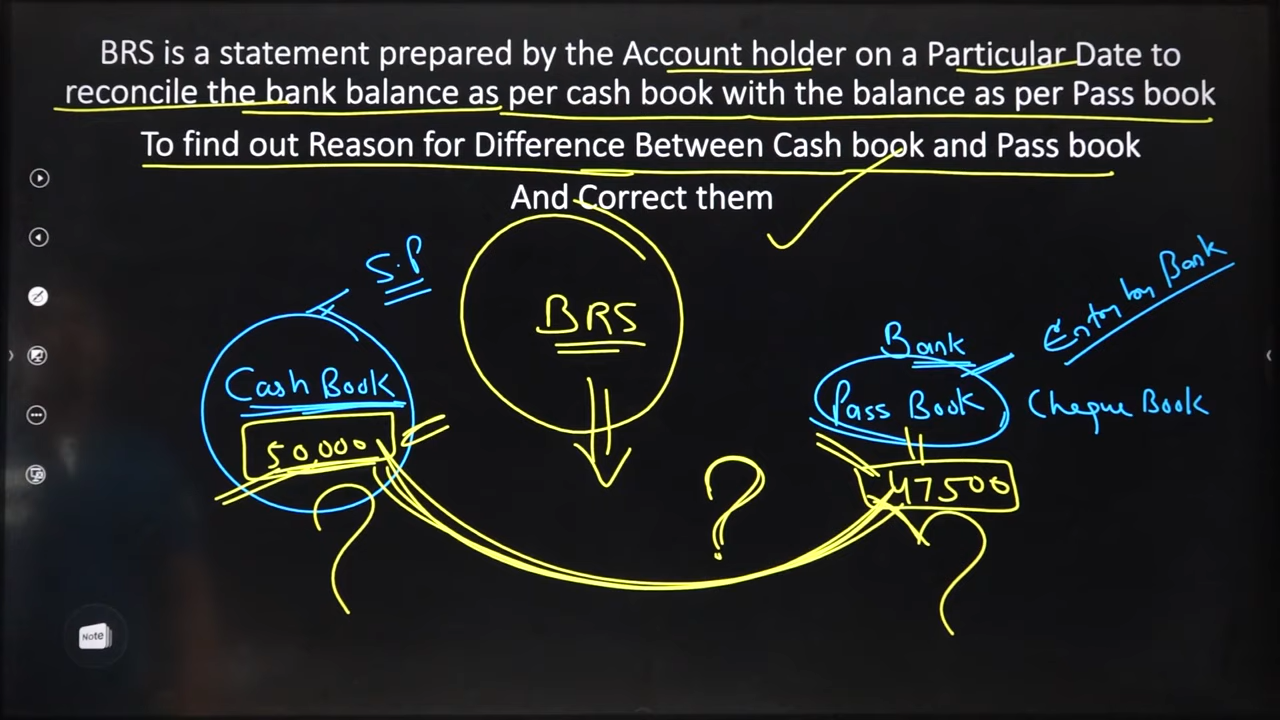 BRS is a statement prepared by the Account holder on a Particular Date to
reconcile the bank balance as per cash book with the balance as per Pass book
To find out Reason for Difference Between Cash book and Pass book
And Correct them
S.P
BRS
Bank
Entry by Bank
Cash Book
Pass Book
Cheque Book
50,000
47500
?
?
?
Note